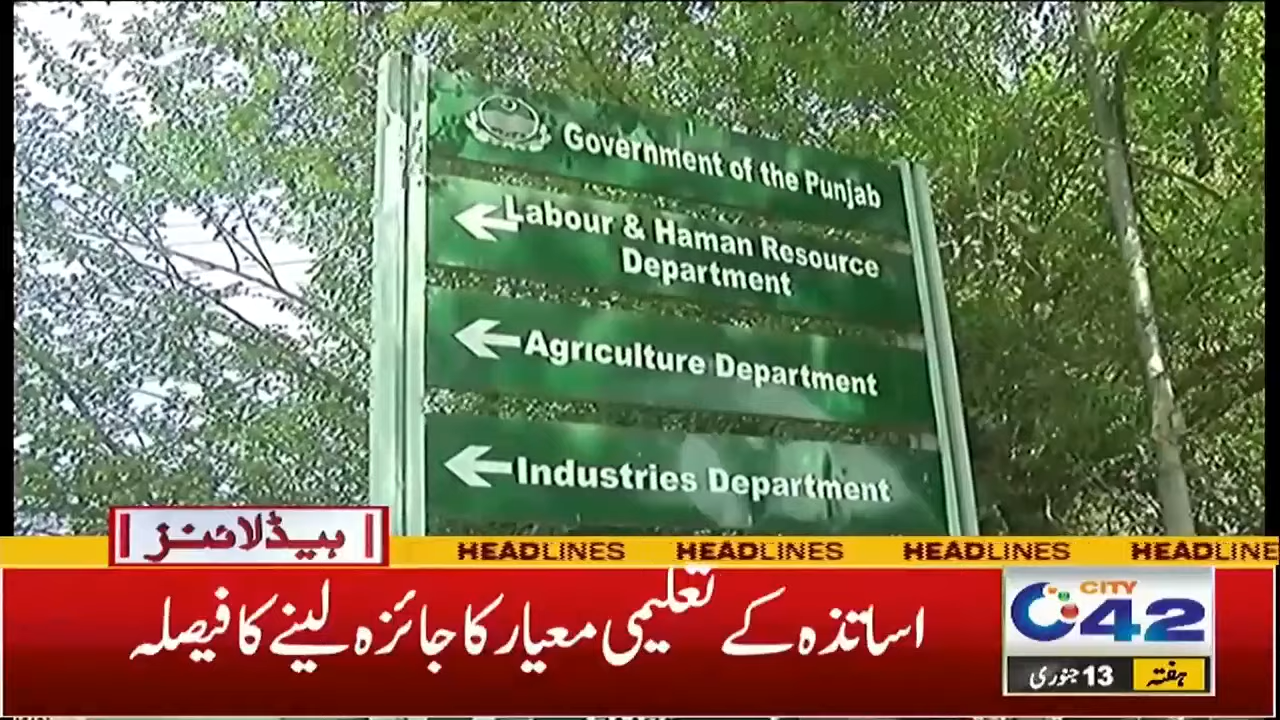 Government of the Punjab
Labour & Haman Resource
Department
Agriculture Department
Industries Department
ہیڈلائنز
HEADLINES HEADLINES HEADLINES HEADLINE
اساتذہ کے تعلیمی معیار کا جائزہ لینے کا فیصلہ
CITY
42
ہفتہ 13 جنوری